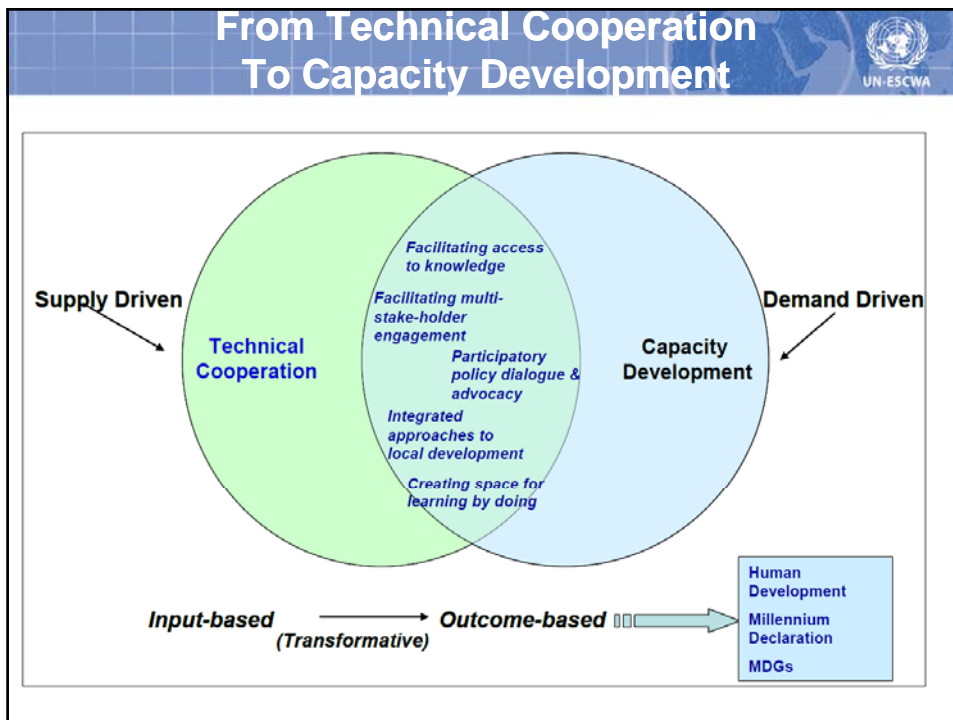 From Technical Cooperation
To Capacity Development
UN-ESCWA
Facilitating access
to knowledge
Supply Driven
Facilitating multi-
stake-holder
engagement
Demand Driven
Technical
Cooperation
Participatory
policy dialogue &
advocacy
Capacity
Development
Integrated
approaches to
local development
Creating space for
learning by doing
Input-based
(Transformative)
Outcome-based
Human
Development
Millennium
Declaration
MDGs